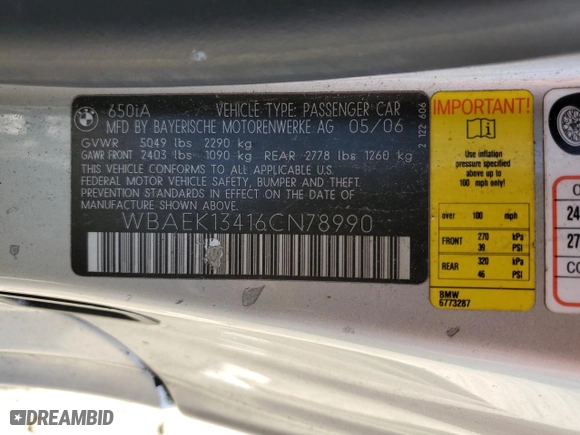 BMW
650iA VEHICLE TYPE: PASSENGER CAR
MFD BY BAYERISCHE MOTORENWERKE AG 05/06
GVWR 5049 lbs 2290 kg
GAWR FRONT 2403 lbs 1090 kg REAR 2778 lbs 1260 kg
THIS VEHICLE CONFORMS TO ALL APPLICABLE U.S.
FEDERAL MOTOR VEHICLE SAFETY, BUMPER AND THEFT
PREVENTION STANDARDS IN EFFECT ON THE DATE OF
MANUFACTURE SHOWN ABOVE.
WBAEK13416CN78990
2 122 606
IMPORTANT!
Use inflation
pressure specified
above up to
100 mph only!
over 100 mph
FRONT 270 kPa
39 PSI
REAR 320 kPa
46 PSI
BMW
6773287
24
27
CO
DREAMBID